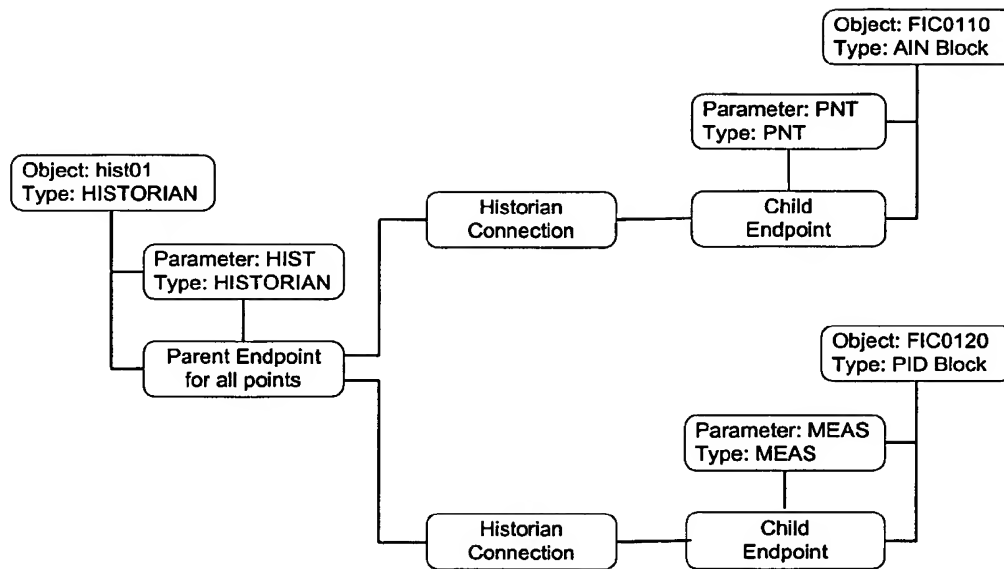 Object: FIC0110
Type: AIN Block
Parameter: PNT
Type: PNT
Object: hist01
Type: HISTORIAN
Historian
Connection
Child
Endpoint
Parameter: HIST
Type: HISTORIAN
Parent Endpoint
for all points
Object: FIC0120
Type: PID Block
Parameter: MEAS
Type: MEAS
Historian
Connection
Child
Endpoint